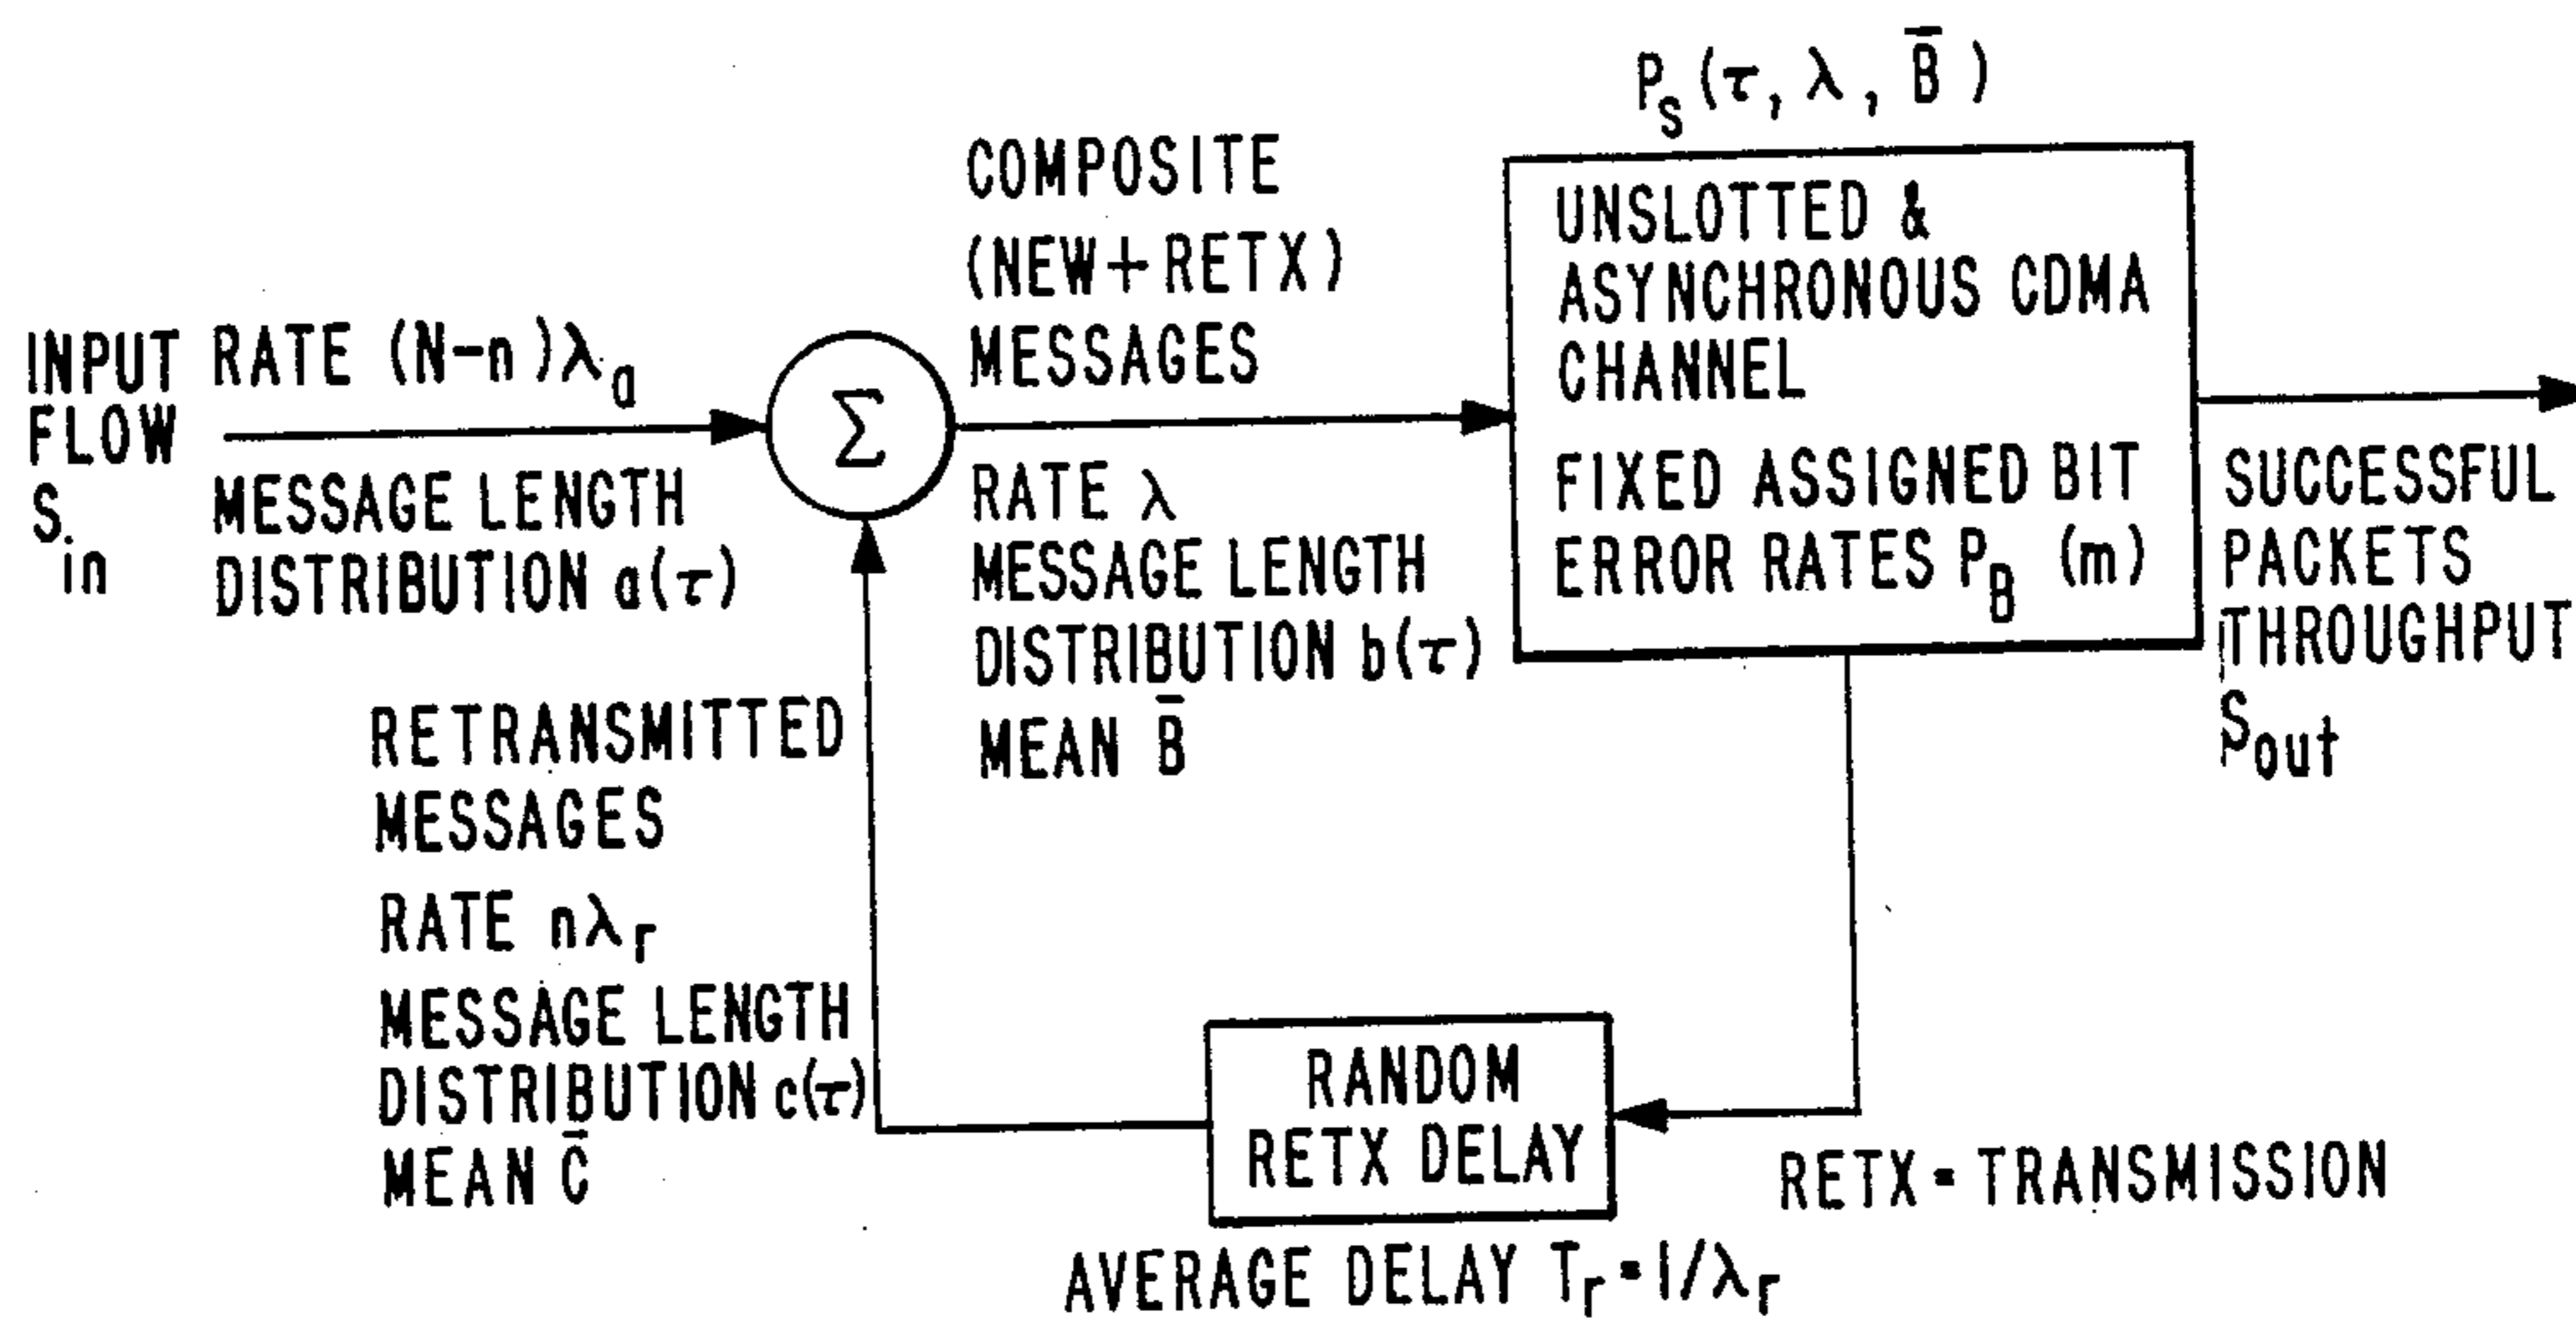 INPUT
FLOW
S_in
RATE (N-n)λ_a
MESSAGE LENGTH
DISTRIBUTION a(τ)
Σ
COMPOSITE
(NEW+RETX)
MESSAGES
RATE λ
MESSAGE LENGTH
DISTRIBUTION b(τ)
MEAN B̄
P_s(τ, λ, B̄)
UNSLOTTED &
ASYNCHRONOUS CDMA
CHANNEL
FIXED ASSIGNED BIT
ERROR RATES P_B (m)
SUCCESSFUL
PACKETS
THROUGHPUT
S_out
RETRANSMITTED
MESSAGES
RATE nλ_r
MESSAGE LENGTH
DISTRIBUTION c(τ)
MEAN C̄
RANDOM
RETX DELAY
RETX = TRANSMISSION
AVERAGE DELAY T_r = 1/λ_r